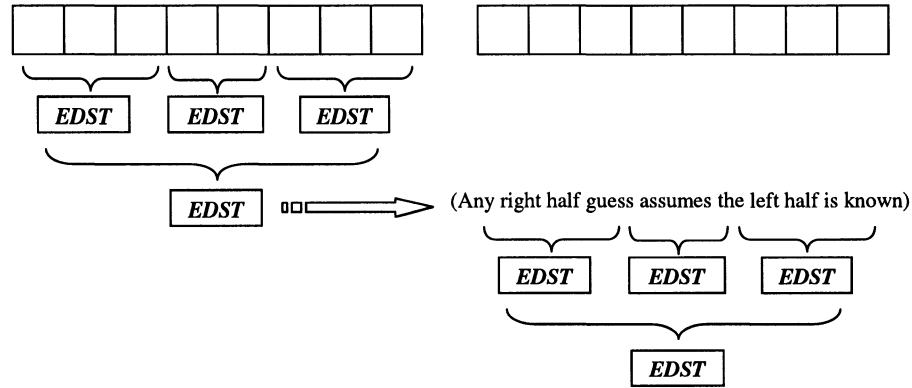 EDST EDST EDST
EDST
(Any right half guess assumes the left half is known)
EDST EDST EDST
EDST